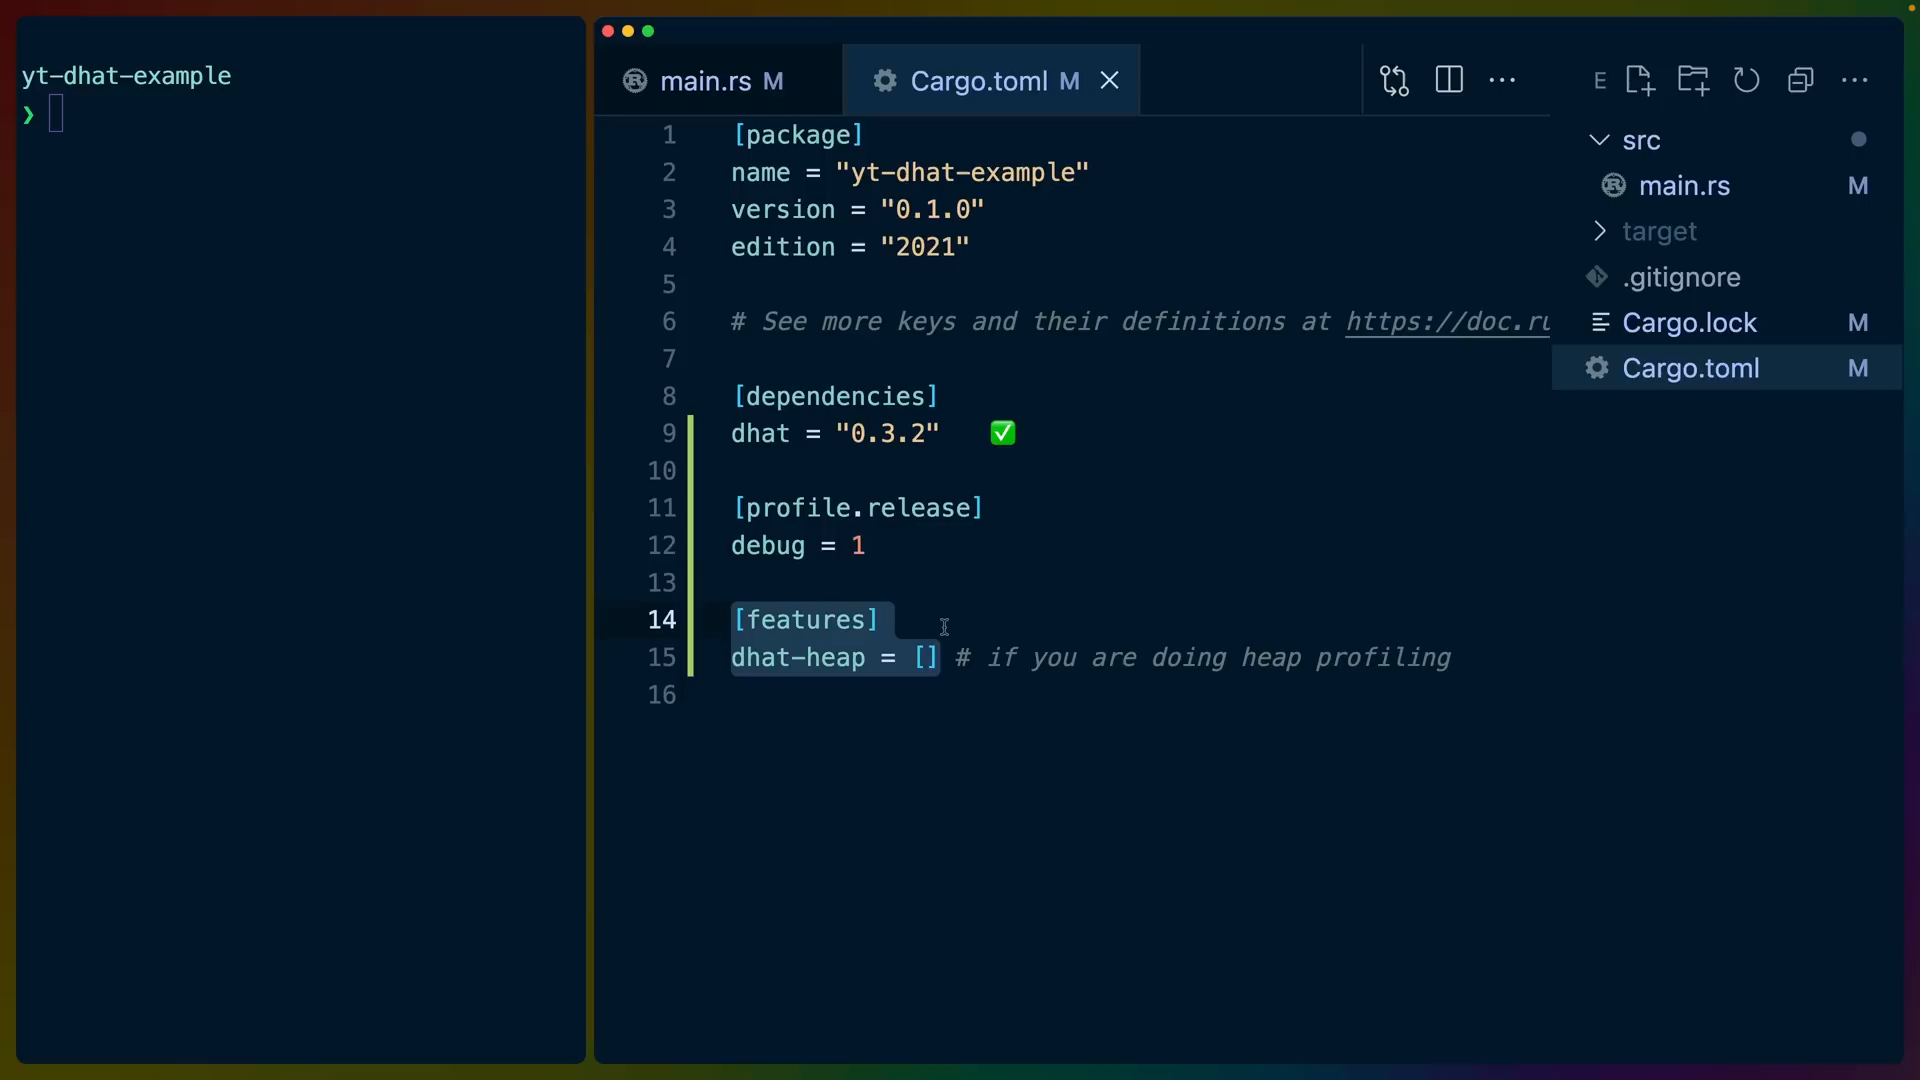 yt-dhat-example
❯
main.rs M
Cargo.toml M
E
1 [package]
2 name = "yt-dhat-example"
3 version = "0.1.0"
4 edition = "2021"
5
6 # See more keys and their definitions at https://doc.ru
7
8 [dependencies]
9 dhat = "0.3.2" ✅
10
11 [profile.release]
12 debug = 1
13
14 [features]
15 dhat-heap = [] # if you are doing heap profiling
16
src
main.rs M
target
.gitignore
Cargo.lock M
Cargo.toml M